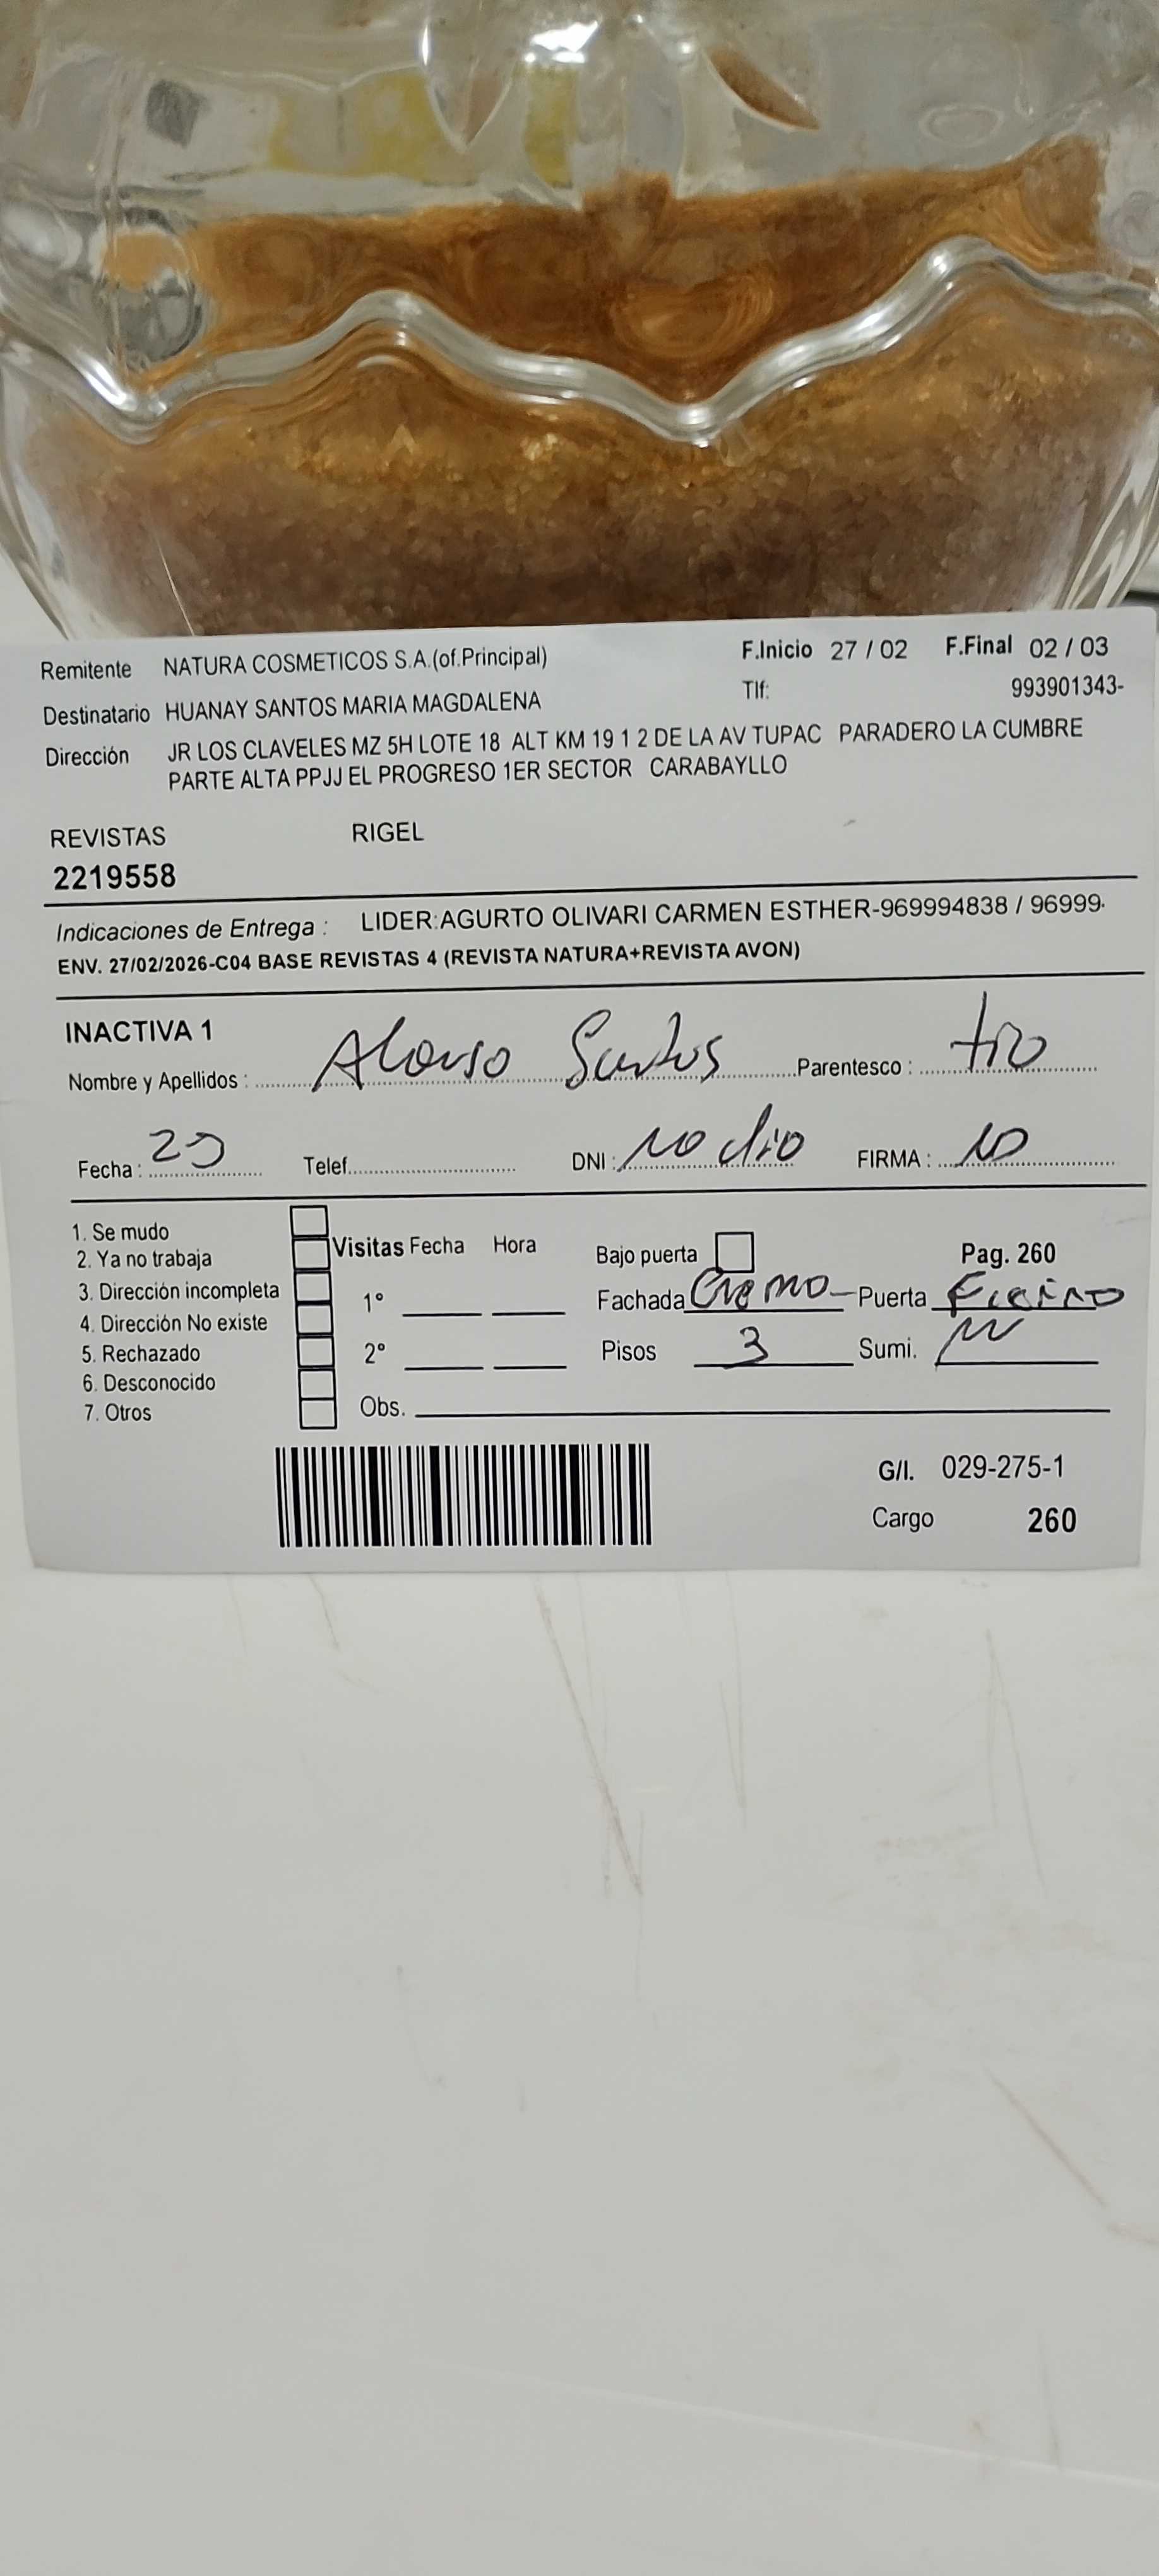 Remitente NATURA COSMETICOS S.A.(of.Principal) F.Inicio 27 / 02 F.Final 02 / 03
Destinatario HUANAY SANTOS MARIA MAGDALENA Tlf: 993901343-
Dirección JR LOS CLAVELES MZ 5H LOTE 18 ALT KM 19 1 2 DE LA AV TUPAC PARADERO LA CUMBRE
PARTE ALTA PPJJ EL PROGRESO 1ER SECTOR CARABAYLLO
REVISTAS RIGEL
2219558
Indicaciones de Entrega : LIDER:AGURTO OLIVARI CARMEN ESTHER-969994838 / 96999
ENV. 27/02/2026-C04 BASE REVISTAS 4 (REVISTA NATURA+REVISTA AVON)
INACTIVA 1
Nombre y Apellidos : Alonso Santos Parentesco : tio
Fecha : Telef. DNI : no dio FIRMA :
1. Se mudo
2. Ya no trabaja Visitas Fecha Hora Bajo puerta Pag. 260
3. Dirección incompleta 1° Fachada Cremo Puerta
4. Dirección No existe
5. Rechazado 2° Pisos 3 Sumi.
6. Desconocido
7. Otros Obs.
G/I. 029-275-1
Cargo 260